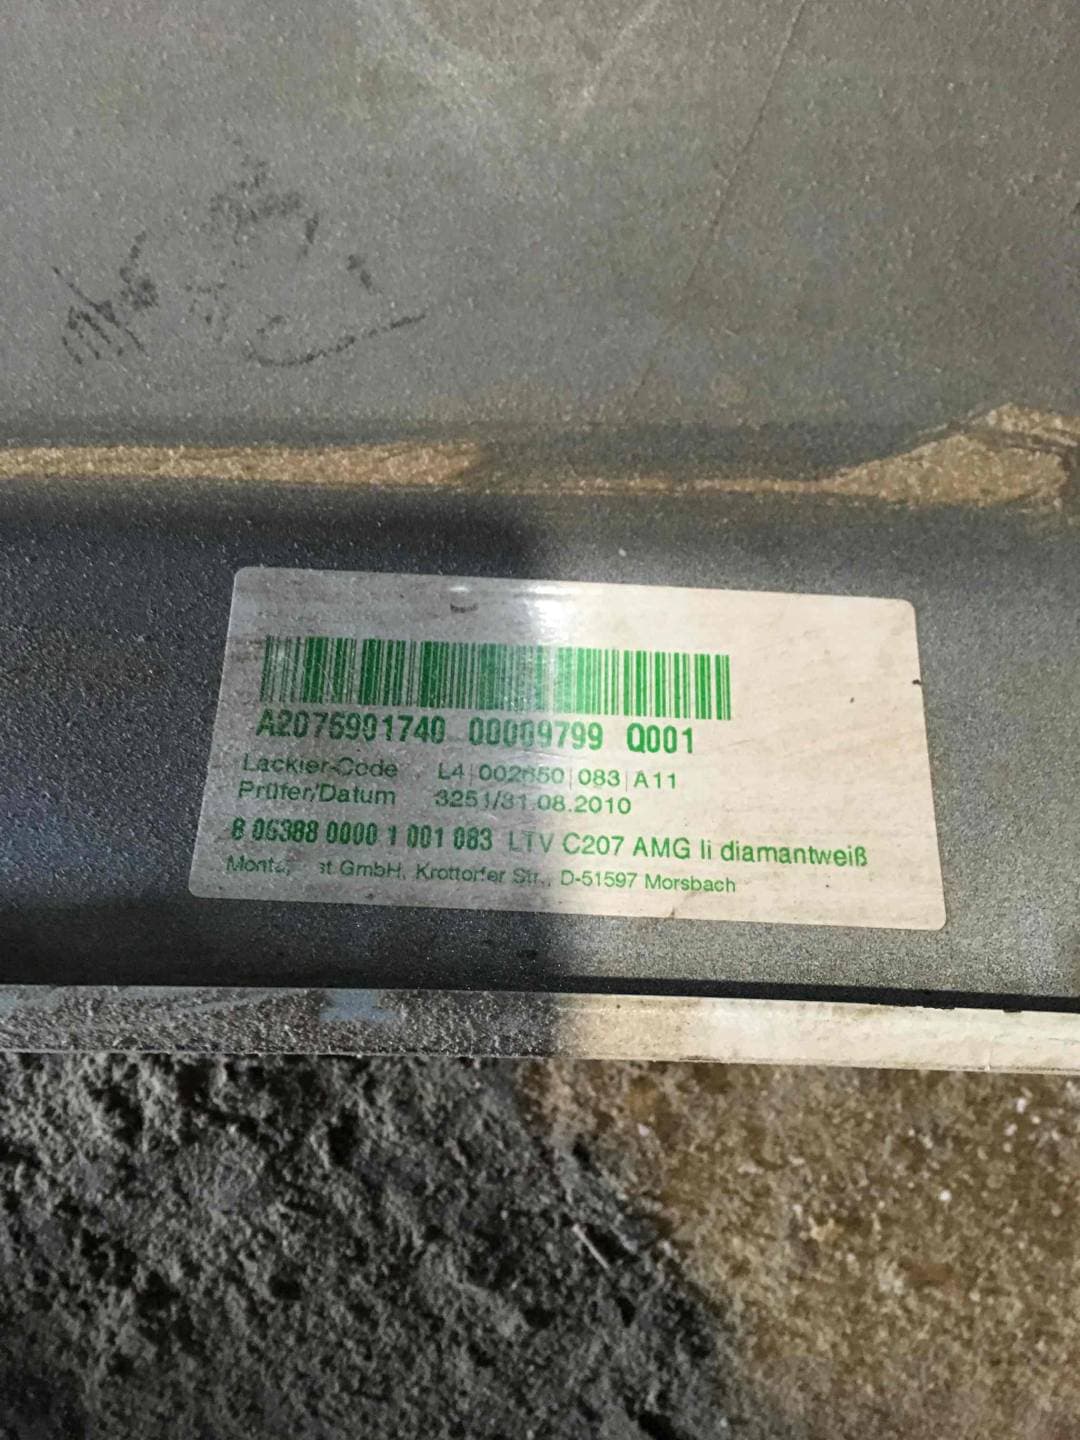 A2076901740 00009799 Q001
Lackier-Code L4 002650 083 A11
Prüfer/Datum 3251/31.08.2010
8 06388 0000 1 001 083 LTV C207 AMG li diamantweiß
GmbH, Krottorfer Str., D-51597 Morsbach